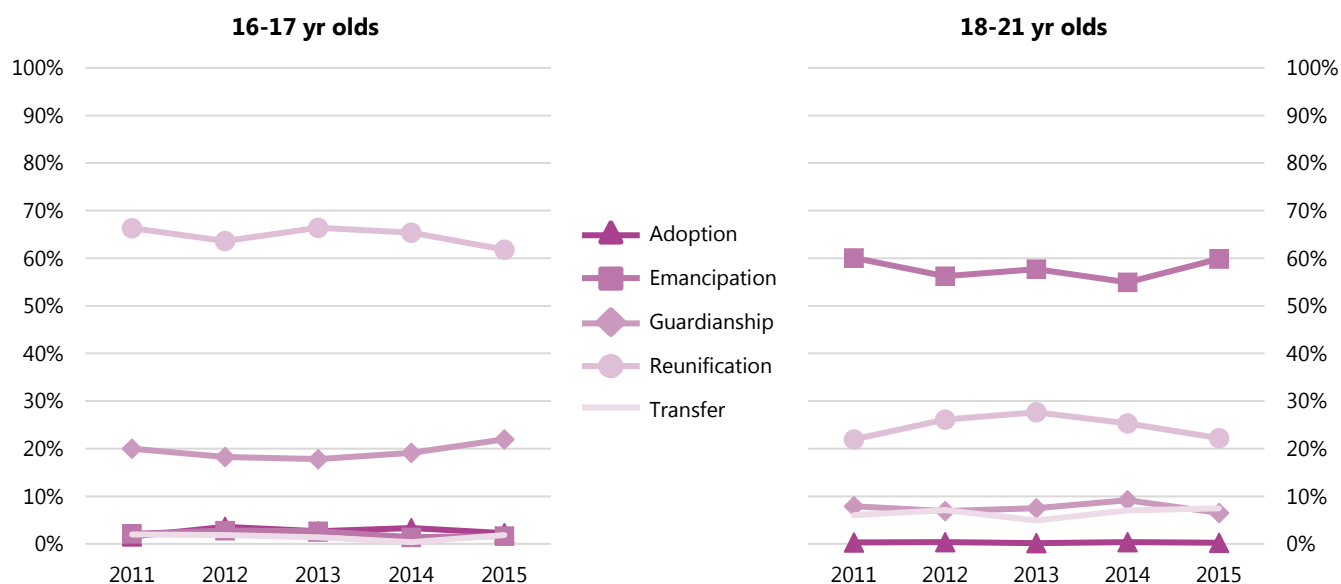 16-17 yr olds
100%
90%
80%
70%
60%
50%
40%
30%
20%
10%
0%
2011 2012 2013 2014 2015
Adoption
Emancipation
Guardianship
Reunification
Transfer
18-21 yr olds
100%
90%
80%
70%
60%
50%
40%
30%
20%
10%
0%
2011 2012 2013 2014 2015